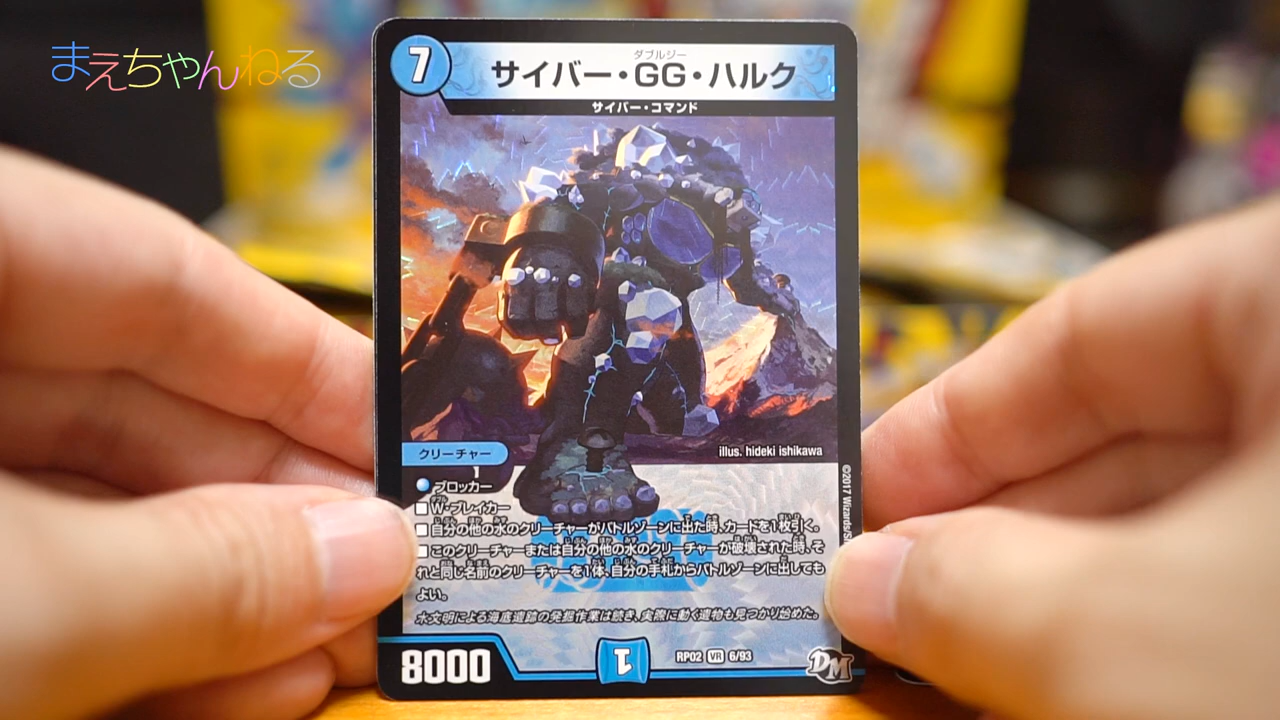 まえちゃんねる
7
ダブルジー
サイバー・GG・ハルク
サイバー・コマンド
illus. hideki ishikawa
クリーチャー
ブロッカー
W・ブレイカー
自分の他の水のクリーチャーがバトルゾーンに出た時、カードを1枚引く。
このクリーチャーまたは自分の他の水のクリーチャーが破壊された時、そ
れと同じ名前のクリーチャーを1体、自分の手札からバトルゾーンに出しても
よい。
水文明による海底遺跡の発掘作業は続き、実際に動く遺物も見つかり始めた。
8000
1
RP02 VR 6/93
DM
©2017 Wizards/S